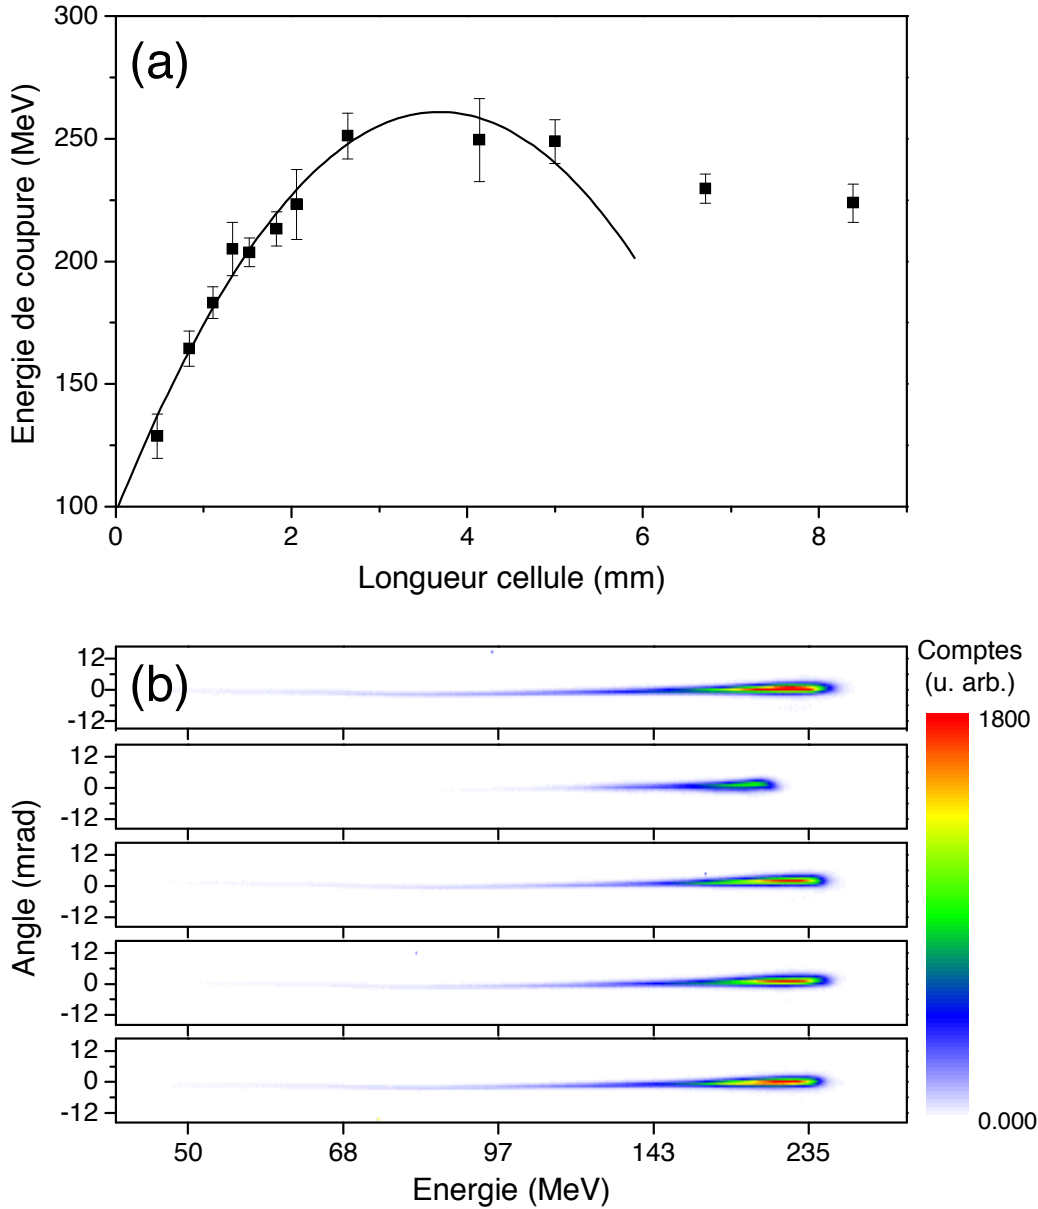 300
250
200
150
100
Energie de coupure (MeV)
(a)
0 2 4 6 8
Longueur cellule (mm)
(b)
12
0
-12
12
0
-12
12
0
-12
12
0
-12
12
0
-12
Angle (mrad)
50 68 97 143 235
Energie (MeV)
Comptes
(u. arb.)
1800
0.000